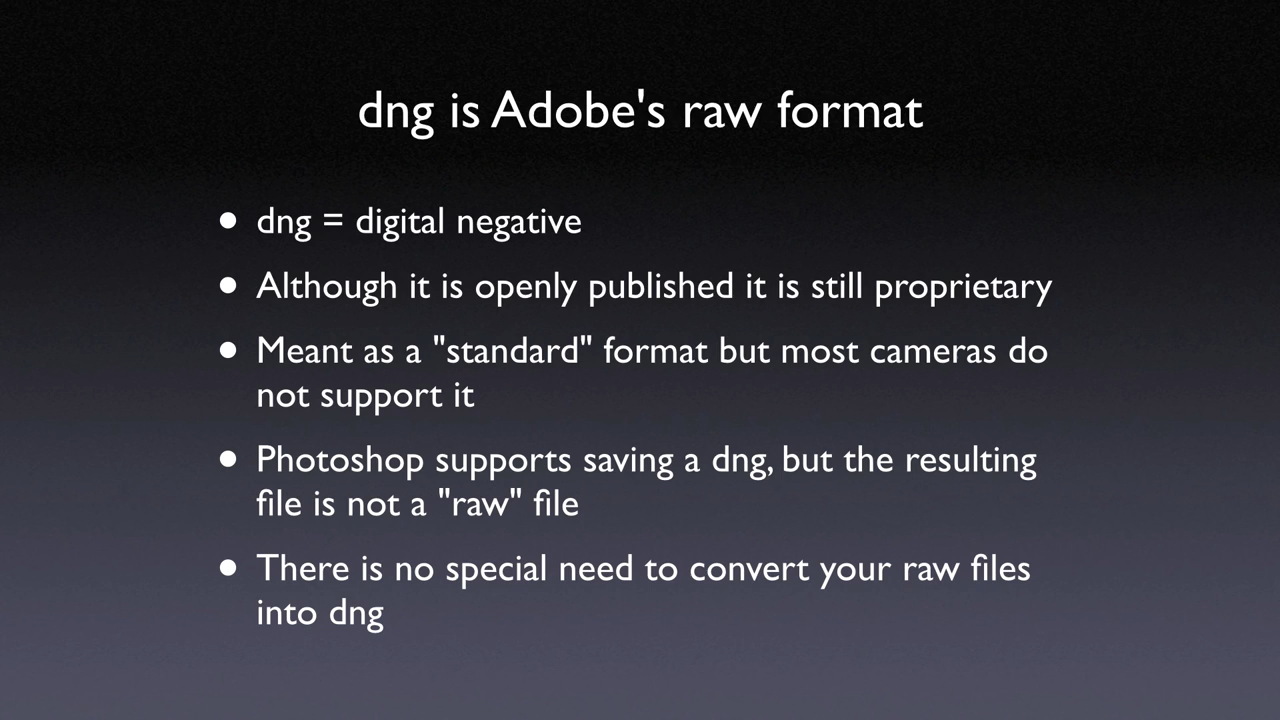 dng is Adobe's raw format
• dng = digital negative
• Although it is openly published it is still proprietary
• Meant as a "standard" format but most cameras do
not support it
• Photoshop supports saving a dng, but the resulting
file is not a "raw" file
• There is no special need to convert your raw files
into dng